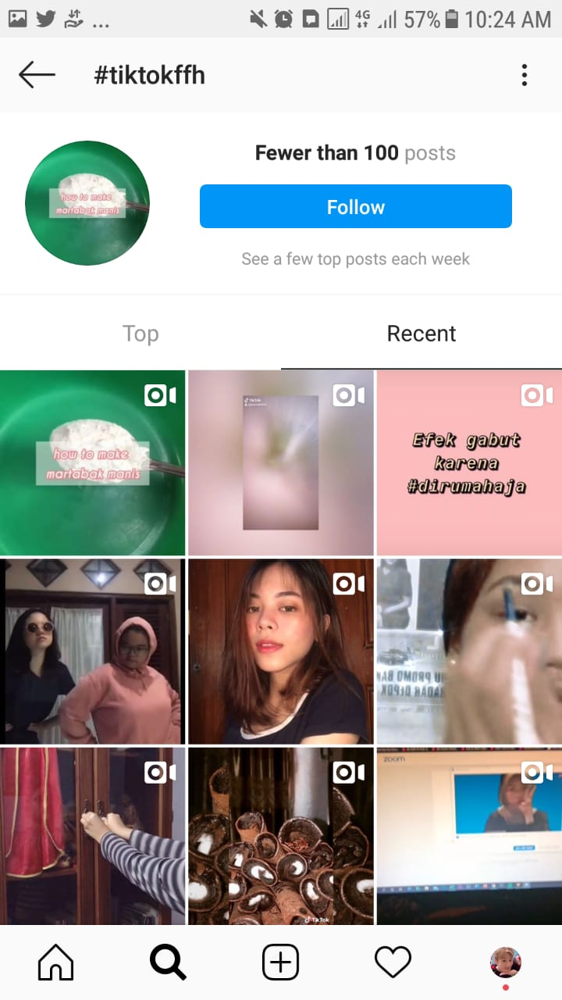 ... 4G 57% 10:24 AM
#tiktokffh
how to make
martabak manis
Fewer than 100 posts
Follow
See a few top posts each week
Top
Recent
how to make
martabak manis
TikTok
Efek gabut
karena
#dirumahaja
PROMO
DEPOK
TikTok
zoom